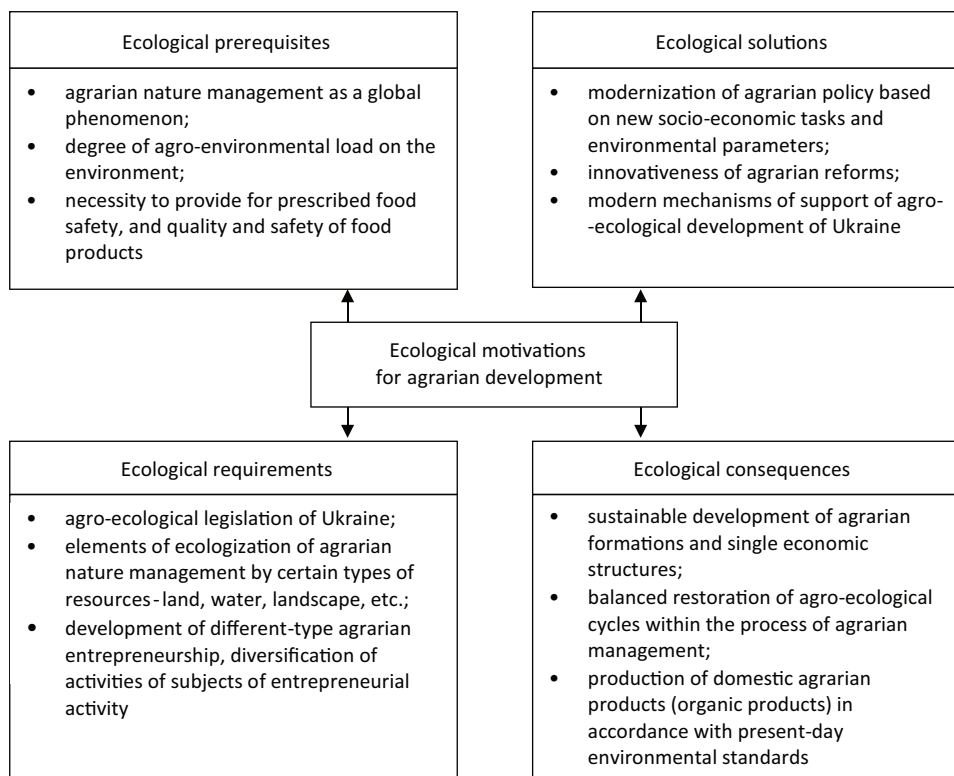 Ecological prerequisites
• agrarian nature management as a global
phenomenon;
• degree of agro-environmental load on the
environment;
• necessity to provide for prescribed food
safety, and quality and safety of food
products
Ecological solutions
• modernization of agrarian policy based
on new socio-economic tasks and
environmental parameters;
• innovativeness of agrarian reforms;
• modern mechanisms of support of agro-
-ecological development of Ukraine
Ecological motivations
for agrarian development
Ecological requirements
• agro-ecological legislation of Ukraine;
• elements of ecologization of agrarian
nature management by certain types of
resources-land, water, landscape, etc.;
• development of different-type agrarian
entrepreneurship, diversification of
activities of subjects of entrepreneurial
activity
Ecological consequences
• sustainable development of agrarian
formations and single economic
structures;
• balanced restoration of agro-ecological
cycles within the process of agrarian
management;
• production of domestic agrarian
products (organic products) in
accordance with present-day
environmental standards